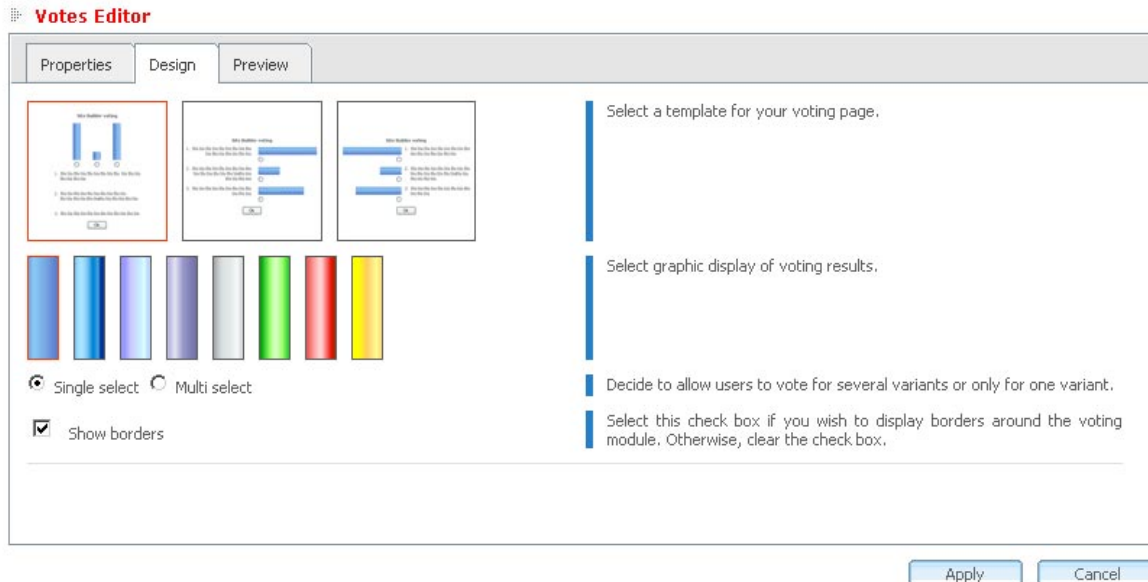 Votes Editor
Properties Design Preview
Select a template for your voting page.
Select graphic display of voting results.
Single select Multi select
Decide to allow users to vote for several variants or only for one variant.
Show borders
Select this check box if you wish to display borders around the voting
module. Otherwise, clear the check box.
Apply Cancel